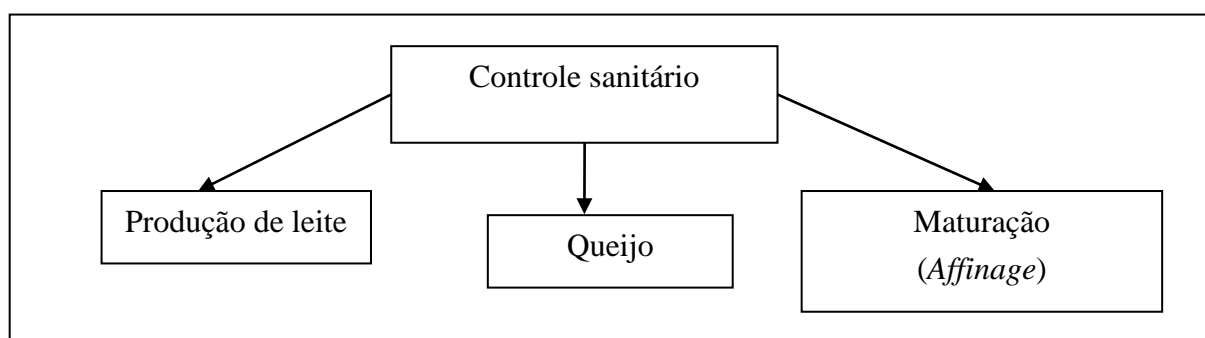 Controle sanitário
Produção de leite
Queijo
Maturação
(Affinage)